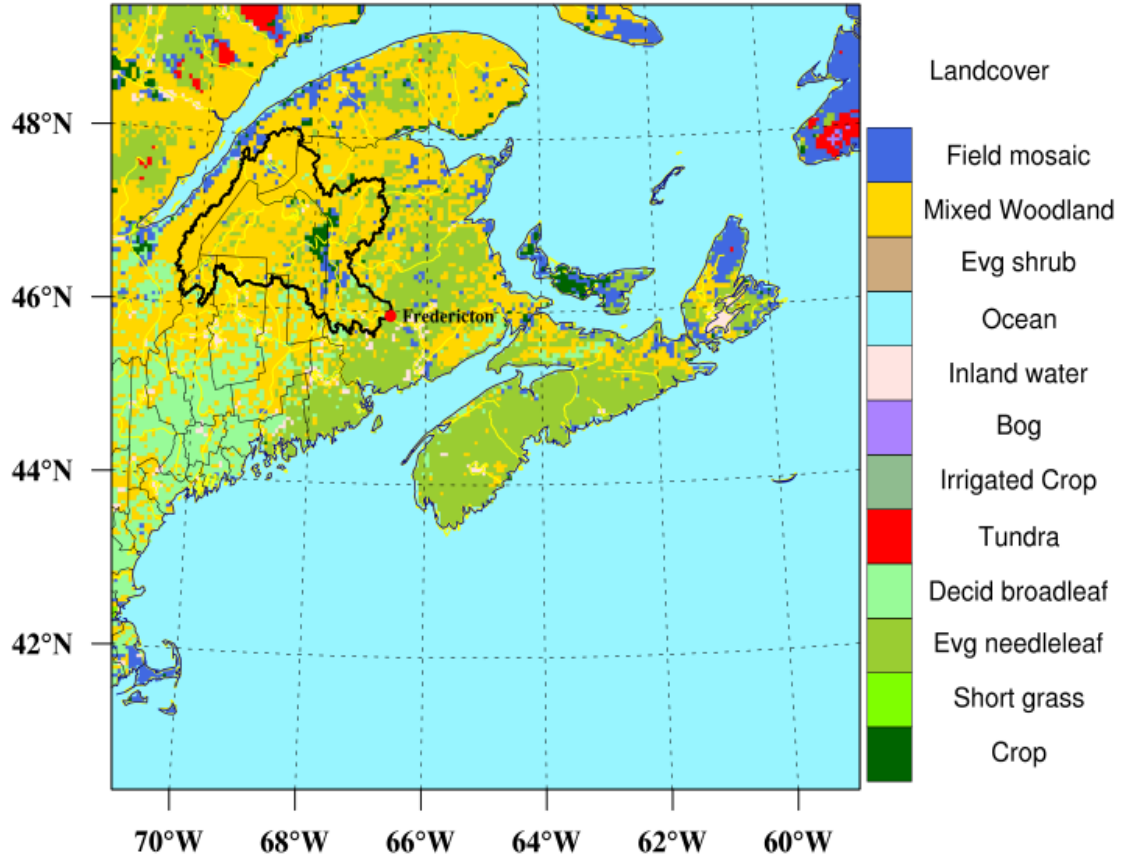 48°N
46°N
44°N
42°N
Fredericton
70°W
68°W
66°W
64°W
62°W
60°W
Landcover
Field mosaic
Mixed Woodland
Evg shrub
Ocean
Inland water
Bog
Irrigated Crop
Tundra
Decid broadleaf
Evg needleleaf
Short grass
Crop